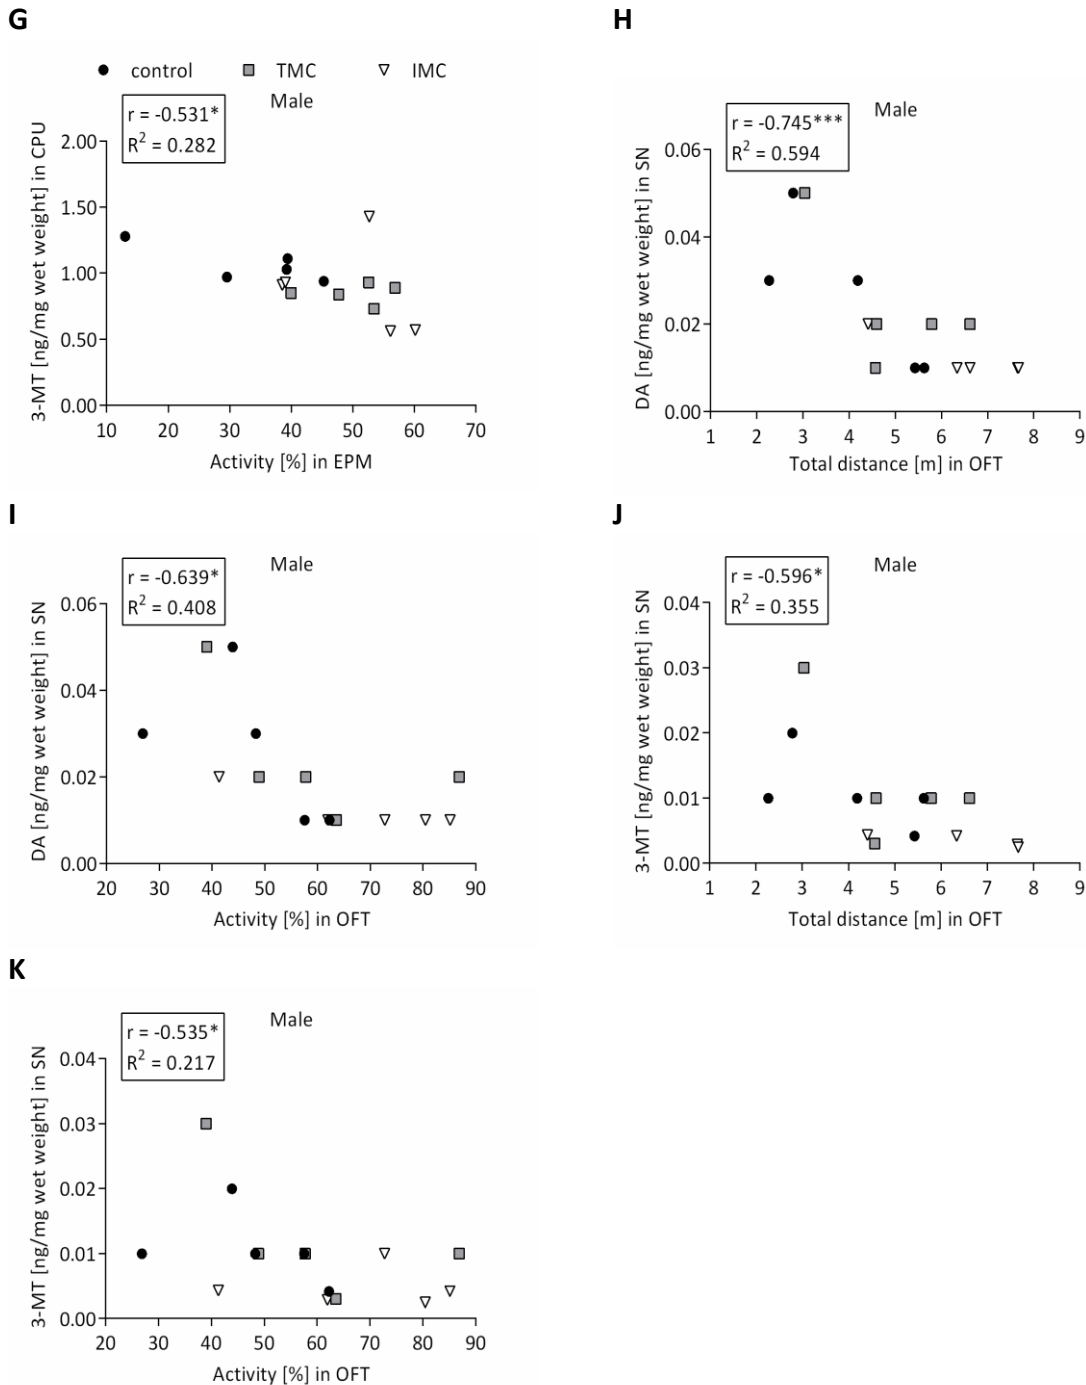 G
control TMC IMC
Male
r = -0.531*
R² = 0.282
3-MT [ng/mg wet weight] in CPU
2.00
1.50
1.00
0.50
0.00
10 20 30 40 50 60 70
Activity [%] in EPM
H
Male
r = -0.745***
R² = 0.594
DA [ng/mg wet weight] in SN
0.06
0.04
0.02
0.00
1 2 3 4 5 6 7 8 9
Total distance [m] in OFT
I
Male
r = -0.639*
R² = 0.408
DA [ng/mg wet weight] in SN
0.06
0.04
0.02
0.00
20 30 40 50 60 70 80 90
Activity [%] in OFT
J
Male
r = -0.596*
R² = 0.355
3-MT [ng/mg wet weight] in SN
0.04
0.03
0.02
0.01
0.00
1 2 3 4 5 6 7 8 9
Total distance [m] in OFT
K
Male
r = -0.535*
R² = 0.217
3-MT [ng/mg wet weight] in SN
0.04
0.03
0.02
0.01
0.00
20 30 40 50 60 70 80 90
Activity [%] in OFT